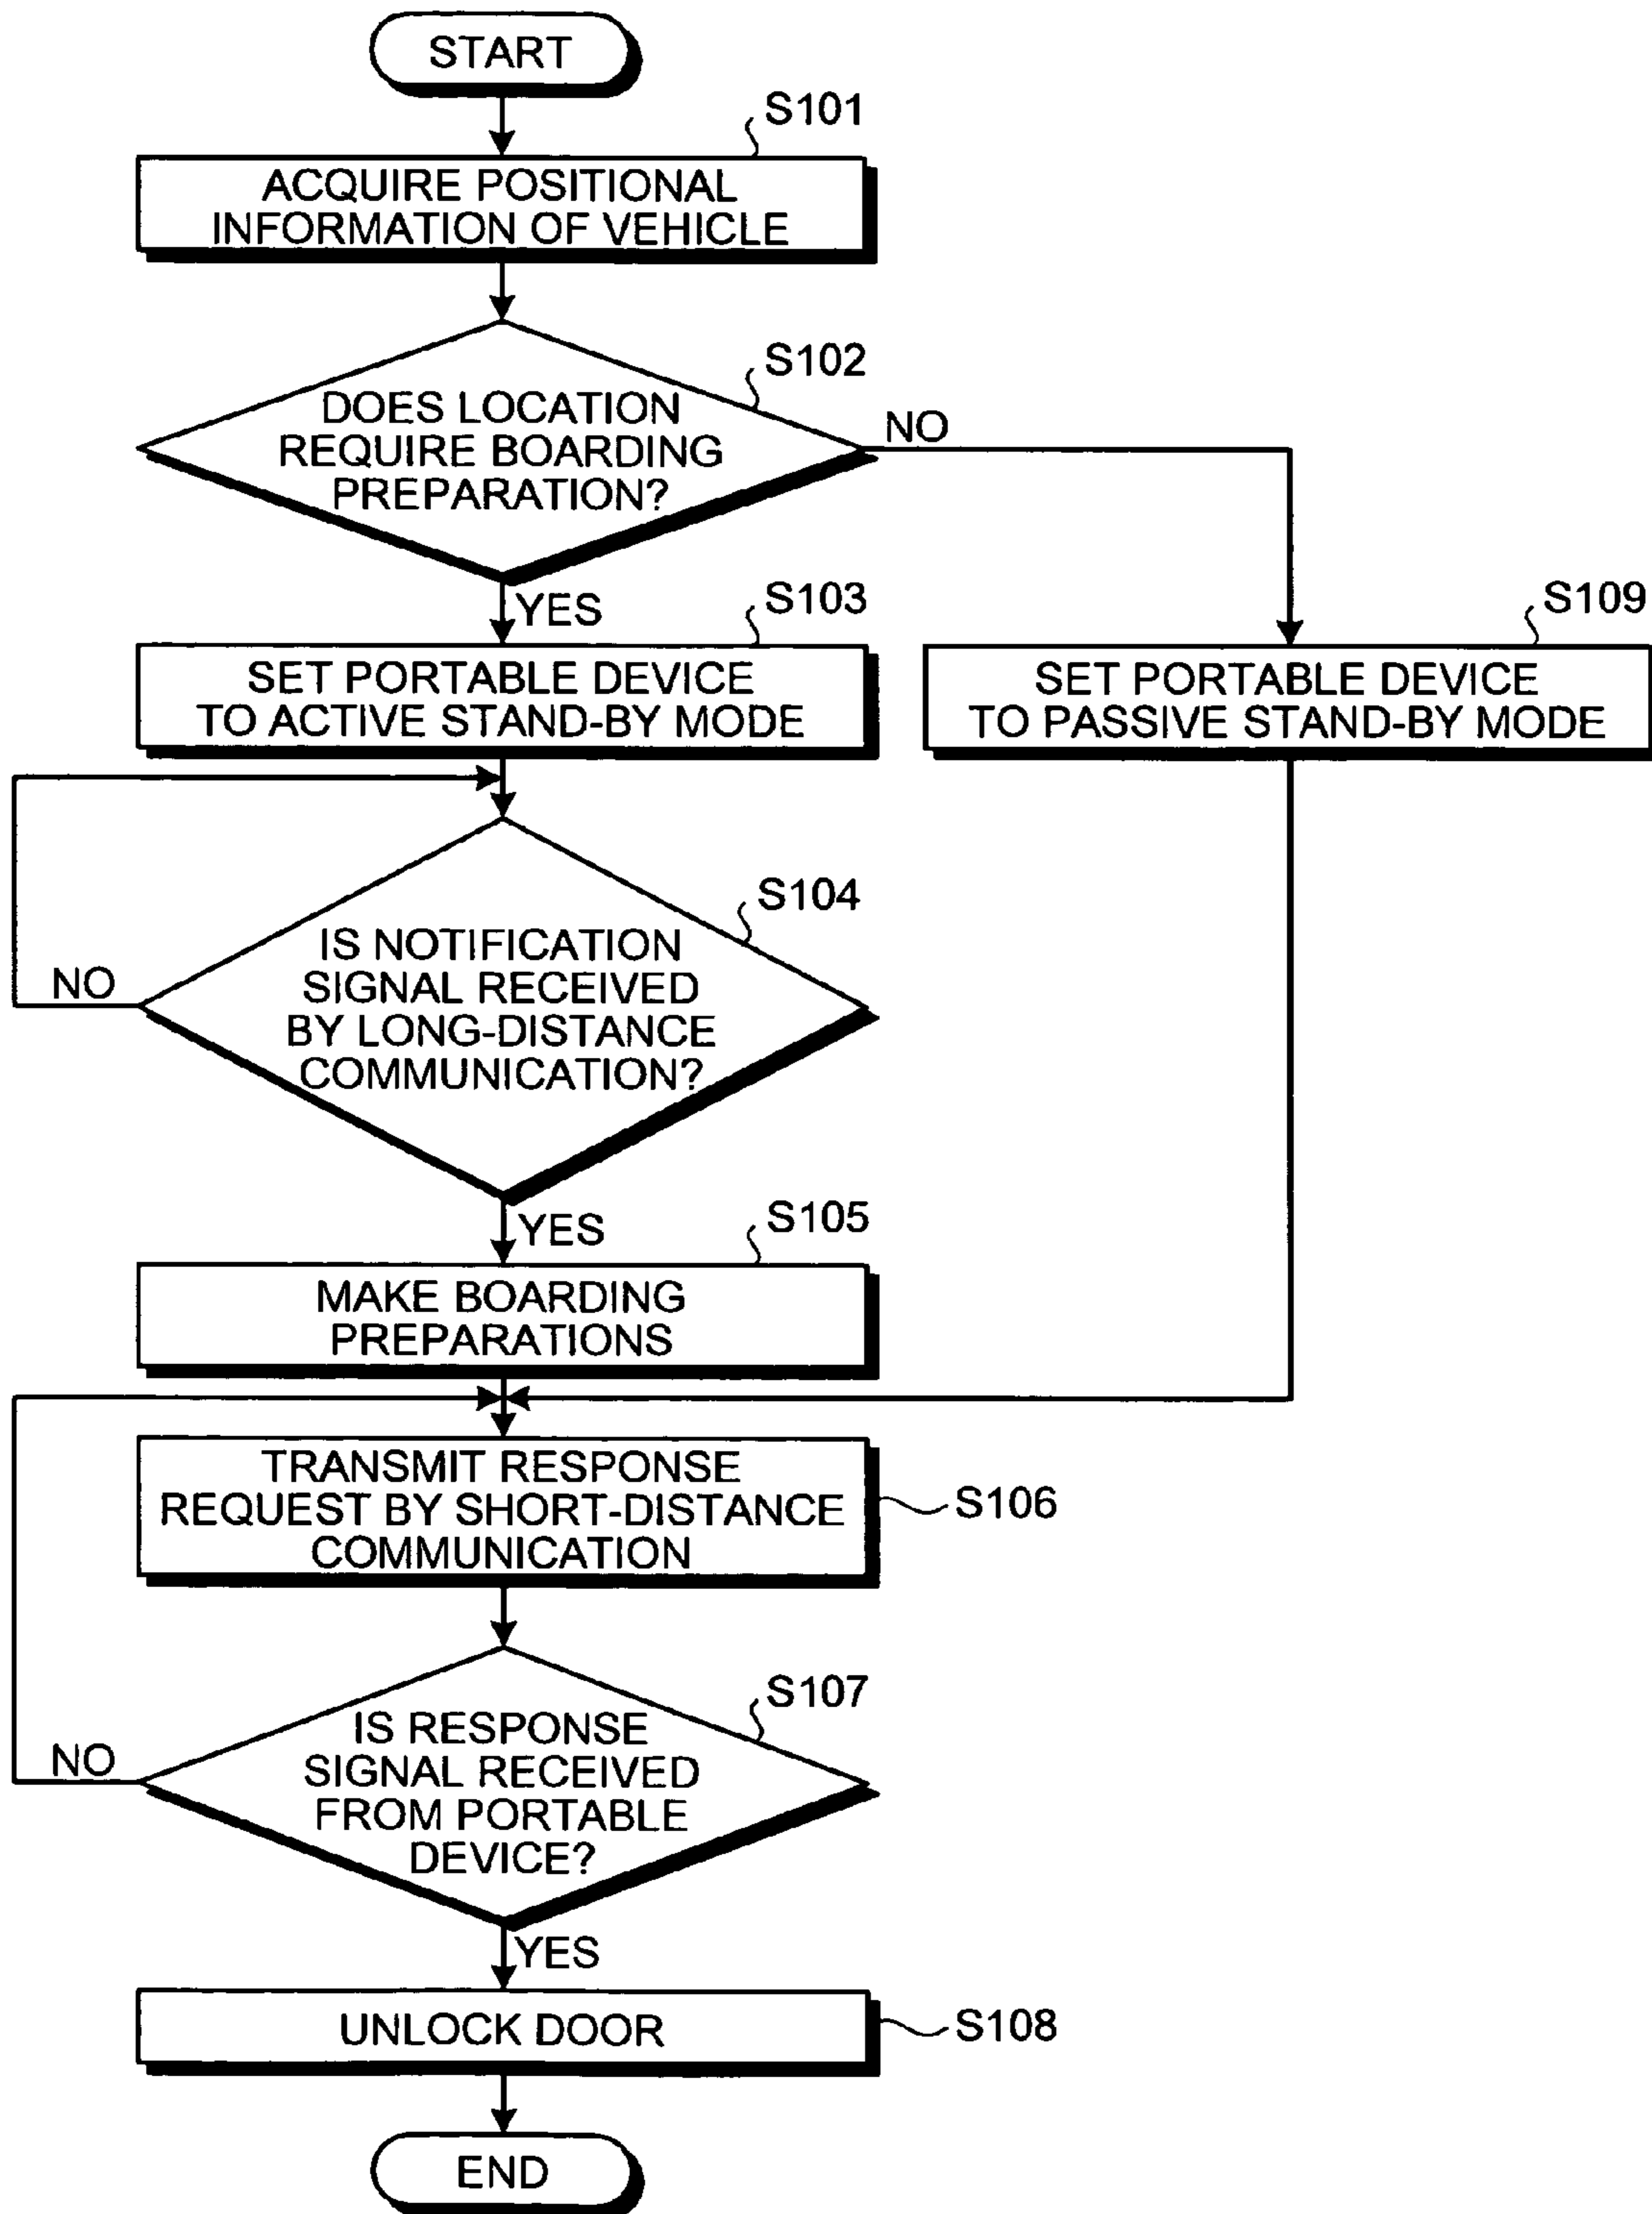 START
S101
ACQUIRE POSITIONAL
INFORMATION OF VEHICLE
S102
DOES LOCATION
REQUIRE BOARDING
PREPARATION?
NO
YES
S103
SET PORTABLE DEVICE
TO ACTIVE STAND-BY MODE
S109
SET PORTABLE DEVICE
TO PASSIVE STAND-BY MODE
S104
IS NOTIFICATION
SIGNAL RECEIVED
BY LONG-DISTANCE
COMMUNICATION?
NO
YES
S105
MAKE BOARDING
PREPARATIONS
TRANSMIT RESPONSE
REQUEST BY SHORT-DISTANCE
COMMUNICATION
S106
S107
IS RESPONSE
SIGNAL RECEIVED
FROM PORTABLE
DEVICE?
NO
YES
UNLOCK DOOR
S108
END